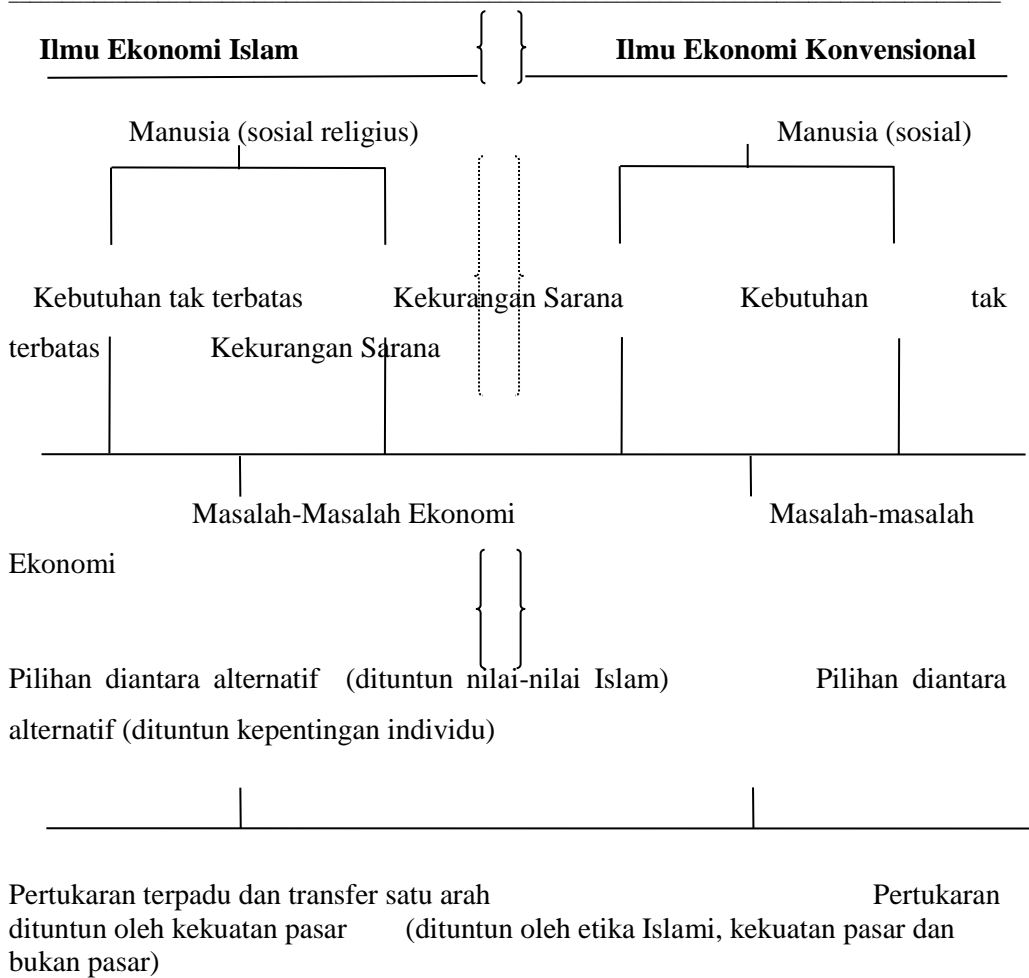 Ilmu Ekonomi Islam Ilmu Ekonomi Konvensional
Manusia (sosial religius) Manusia (sosial)
Kebutuhan tak terbatas Kekurangan Sarana Kebutuhan tak
terbatas Kekurangan Sarana
Masalah-Masalah Ekonomi Masalah-masalah
Ekonomi
Pilihan diantara alternatif (dituntun nilai-nilai Islam) Pilihan diantara
alternatif (dituntun kepentingan individu)
Pertukaran terpadu dan transfer satu arah Pertukaran
dituntun oleh kekuatan pasar (dituntun oleh etika Islami, kekuatan pasar dan
bukan pasar)